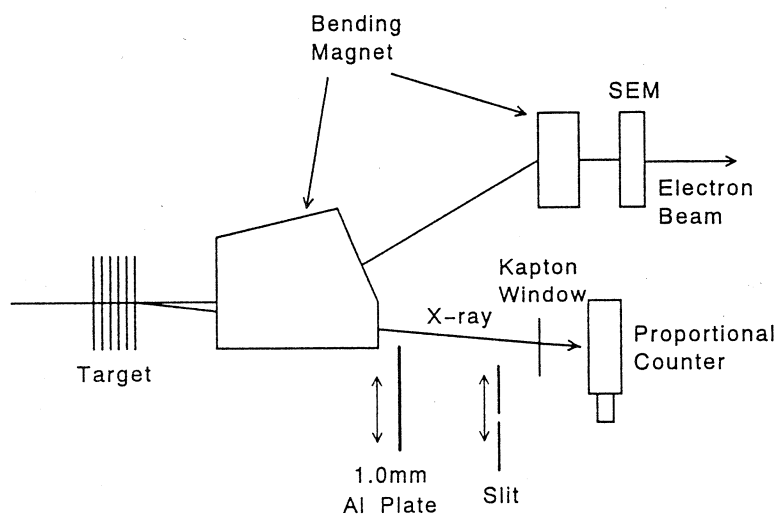 Bending
Magnet
SEM
Electron
Beam
Kapton
Window
X-ray
Proportional
Counter
Target
1.0mm
Al Plate
Slit